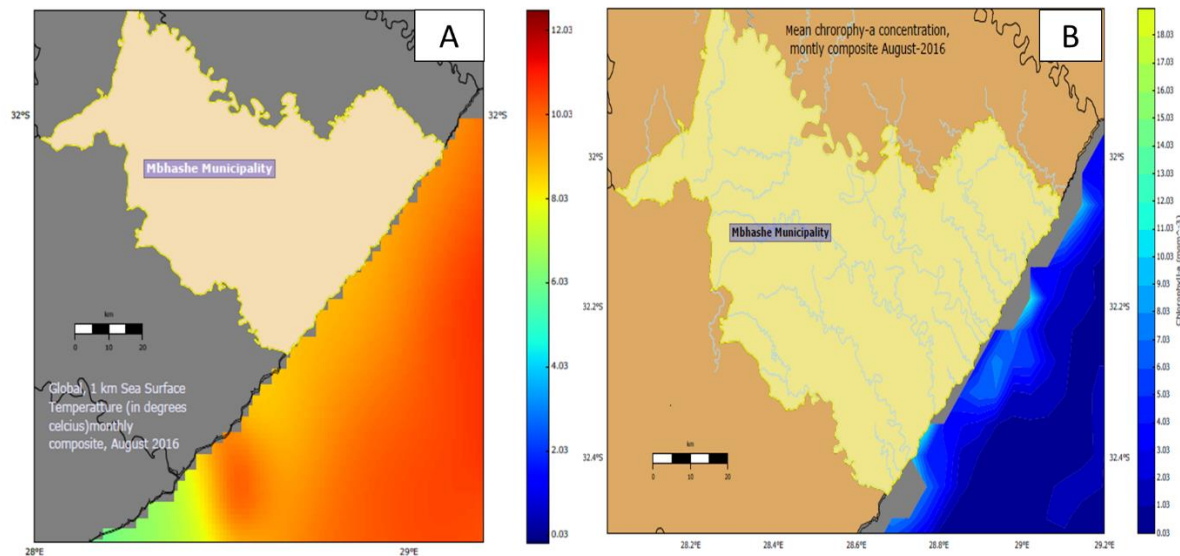 A
12.03
10.03
8.03
6.03
4.03
2.03
0.03
32°S
32°S
Mbhashe Municipality
km
0 10 20
Global, 1 km Sea Surface
Temperatture (in degrees
celcius)monthly
composite, August 2016
28°E
29°E
B
Mean chrorophy-a concentration,
montly composite August-2016
18.03
17.03
16.03
15.03
14.03
13.03
12.03
11.03
10.03
9.03
8.03
7.03
6.03
5.03
4.03
3.03
2.03
1.03
0.03
32°S
32°S
32.2°S
32.2°S
32.4°S
32.4°S
Mbhashe Municipality
km
0 10 20
28.2°E
28.4°E
28.6°E
28.8°E
29°E
29.2°E